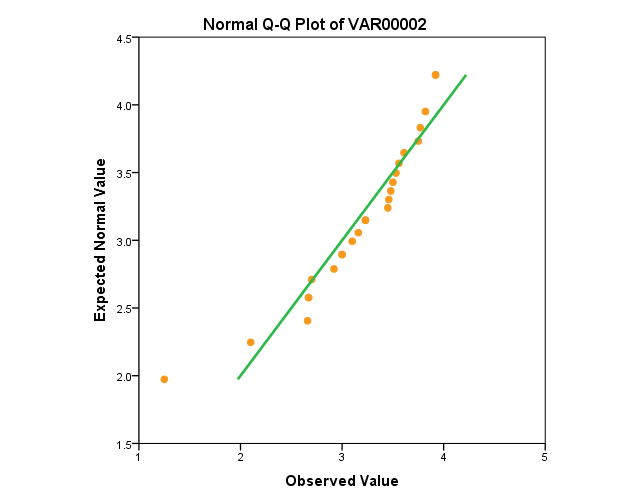 Normal Q-Q Plot of VAR00002
4.5
4.0
3.5
3.0
2.5
2.0
1.5
1 2 3 4 5
Expected Normal Value
Observed Value